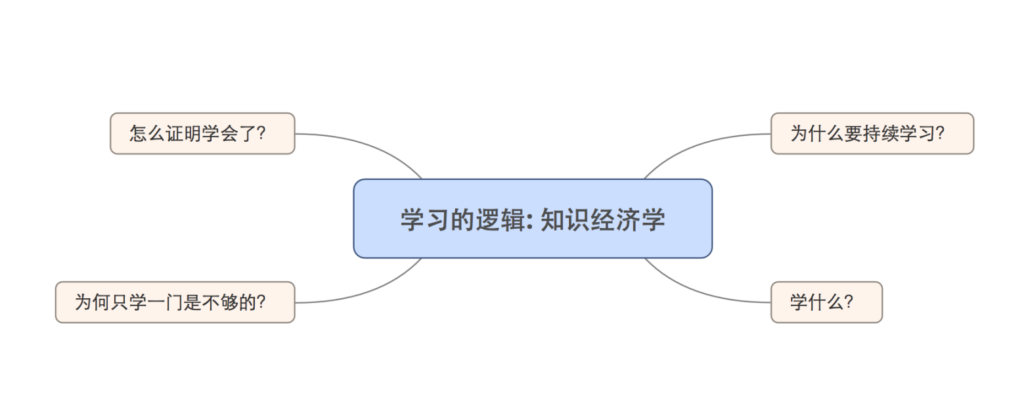 怎么证明学会了？
为什么要持续学习？
学习的逻辑: 知识经济学
为何只学一门是不够的？
学什么？